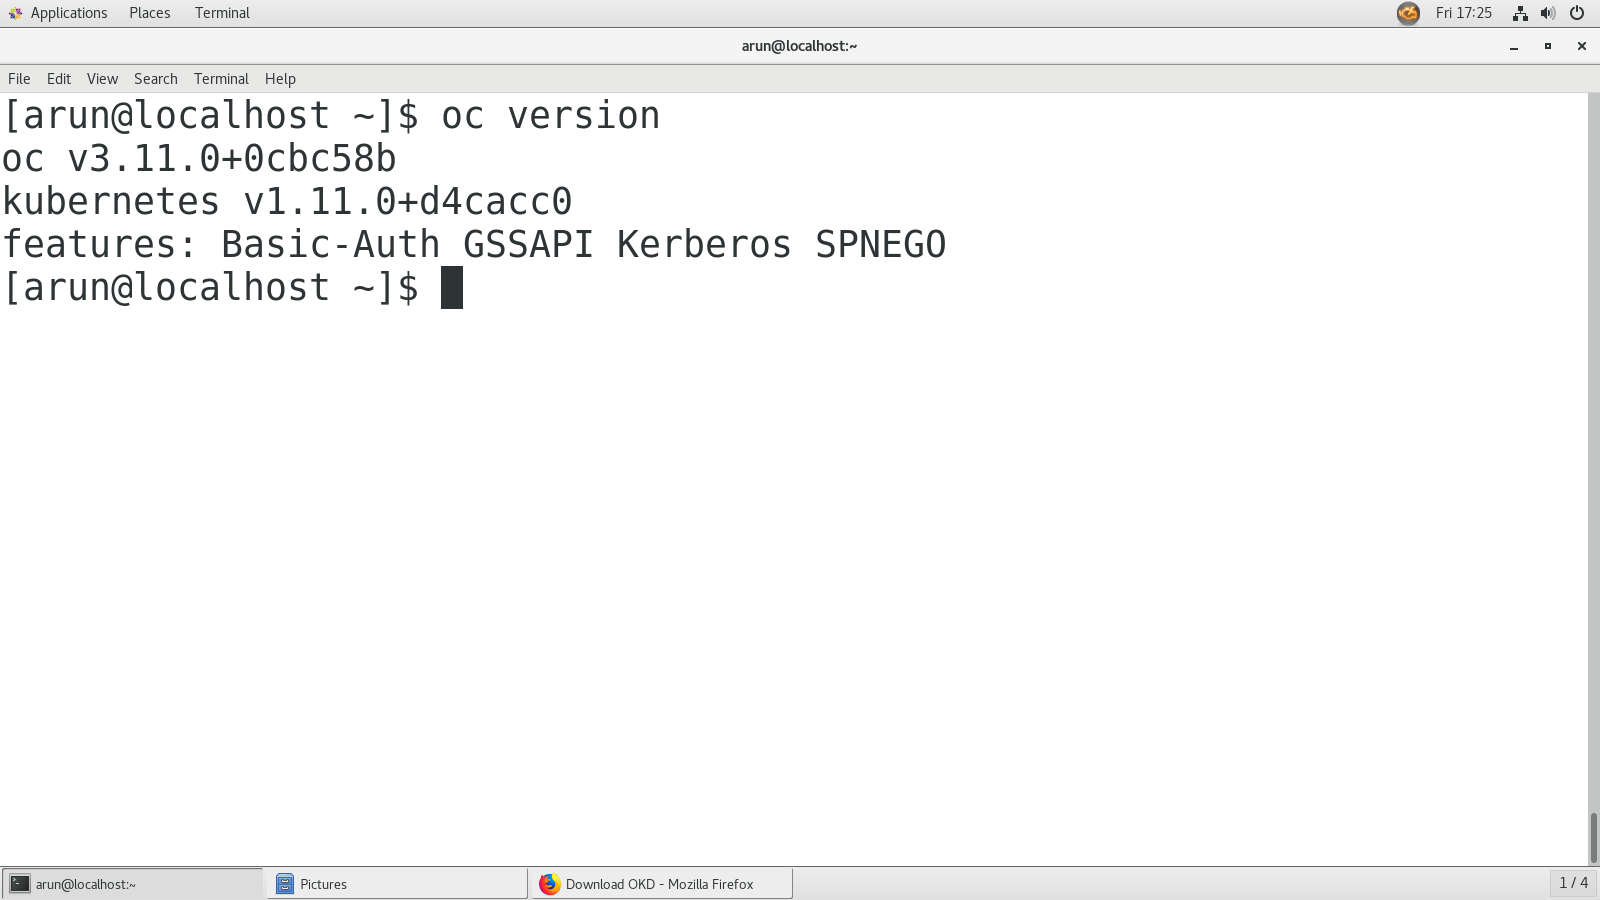 Applications Places Terminal Fri 17:25
arun@localhost:~
File Edit View Search Terminal Help
[arun@localhost ~]$ oc version
oc v3.11.0+0cbc58b
kubernetes v1.11.0+d4cacc0
features: Basic-Auth GSSAPI Kerberos SPNEGO
[arun@localhost ~]$
arun@localhost:~ Pictures Download OKD - Mozilla Firefox 1 / 4